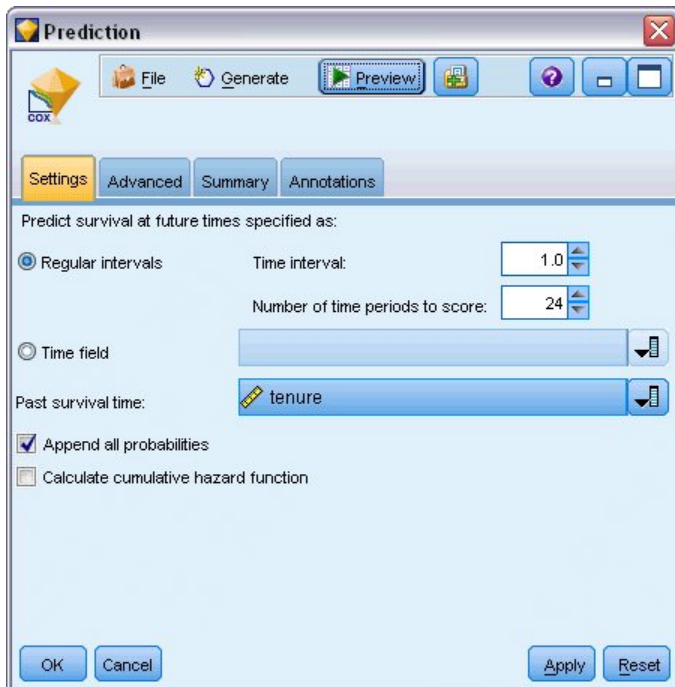 Prediction
File Generate Preview
COX
Settings Advanced Summary Annotations
Predict survival at future times specified as:
Regular intervals Time interval: 1.0
Number of time periods to score: 24
Time field
Past survival time: tenure
Append all probabilities
Calculate cumulative hazard function
OK Cancel Apply Reset